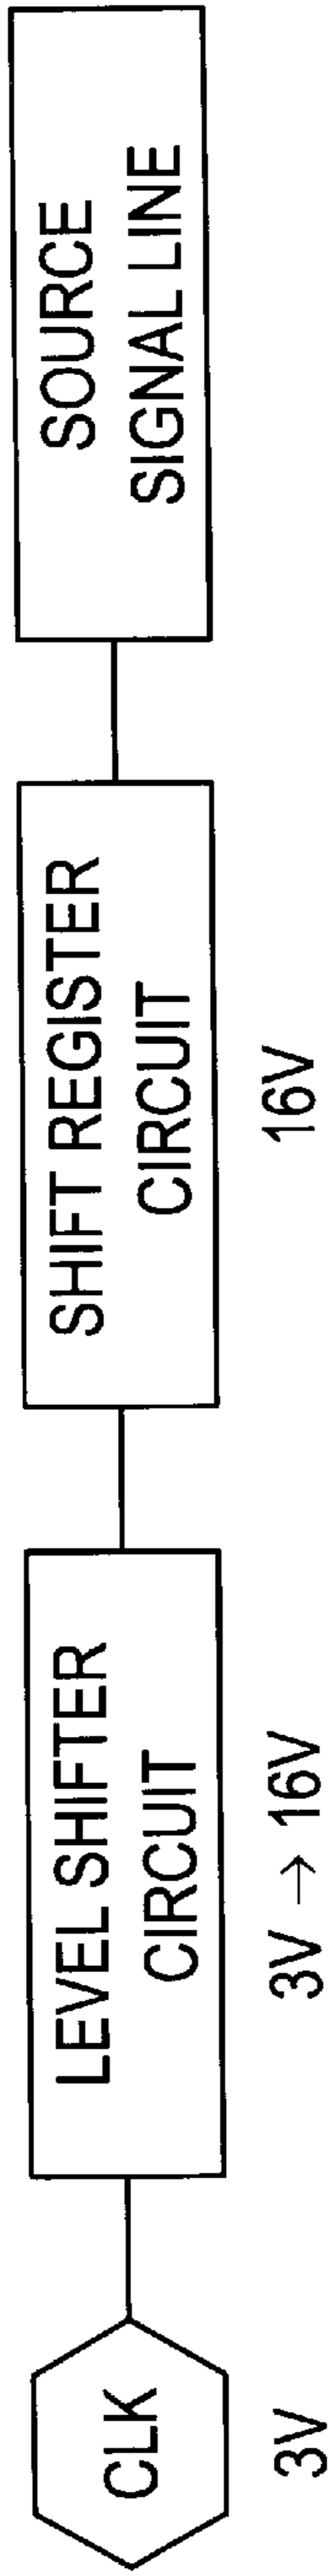 CLK
3V
LEVEL SHIFTER
CIRCUIT
3V → 16V
SHIFT REGISTER
CIRCUIT
16V
SOURCE
SIGNAL LINE